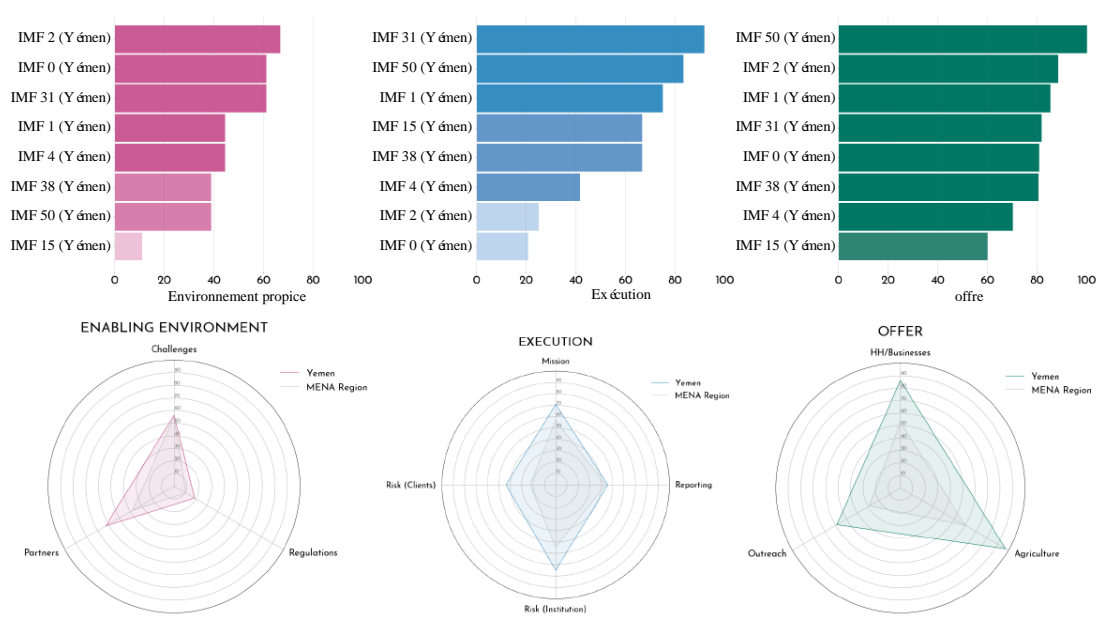 IMF 2 (Yémen)
IMF 0 (Yémen)
IMF 31 (Yémen)
IMF 1 (Yémen)
IMF 4 (Yémen)
IMF 38 (Yémen)
IMF 50 (Yémen)
IMF 15 (Yémen)
0 20 40 60 80 100
Environnement propice
IMF 31 (Yémen)
IMF 50 (Yémen)
IMF 1 (Yémen)
IMF 15 (Yémen)
IMF 38 (Yémen)
IMF 4 (Yémen)
IMF 2 (Yémen)
IMF 0 (Yémen)
0 20 40 60 80 100
Exécution
IMF 50 (Yémen)
IMF 2 (Yémen)
IMF 1 (Yémen)
IMF 31 (Yémen)
IMF 0 (Yémen)
IMF 38 (Yémen)
IMF 4 (Yémen)
IMF 15 (Yémen)
0 20 40 60 80 100
offre
ENABLING ENVIRONMENT
Challenges
Yemen
MENA Region
Partners
Regulations
EXECUTION
Mission
Yemen
MENA Region
Risk (Clients)
Reporting
Risk (Institution)
OFFER
HH/Businesses
Yemen
MENA Region
Outreach
Agriculture